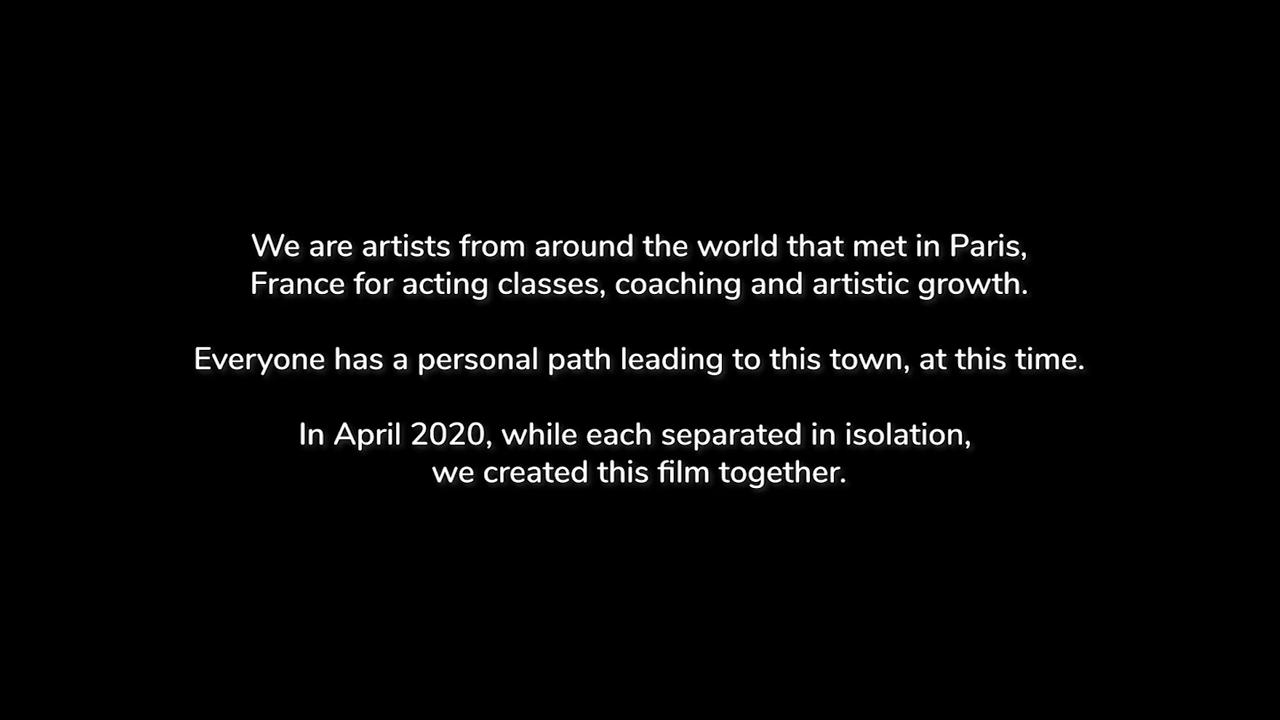 We are artists from around the world that met in Paris,
France for acting classes, coaching and artistic growth.
Everyone has a personal path leading to this town, at this time.
In April 2020, while each separated in isolation,
we created this film together.